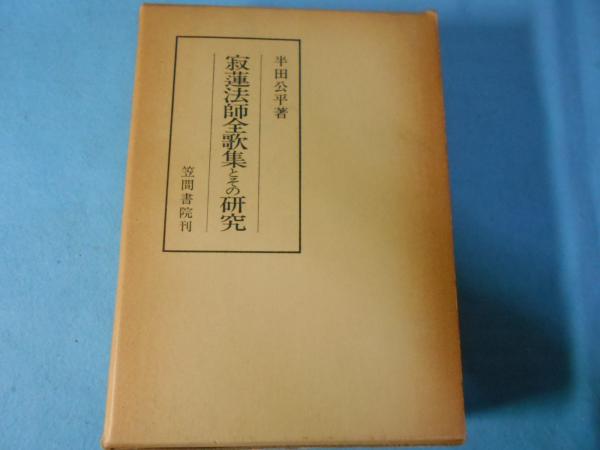 半田公平著
寂蓮法師全歌集とその研究
笠間書院刊